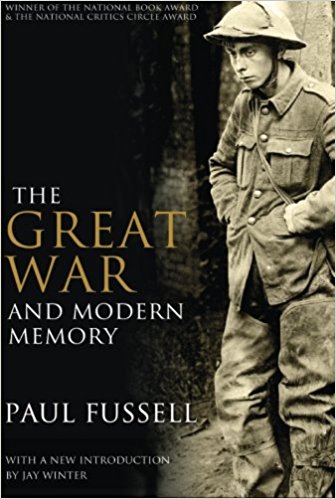 WINNER OF THE NATIONAL BOOK AWARD
& THE NATIONAL CRITICS CIRCLE AWARD
THE
GREAT
WAR
AND MODERN
MEMORY
PAUL FUSSELL
WITH A NEW INTRODUCTION
BY JAY WINTER